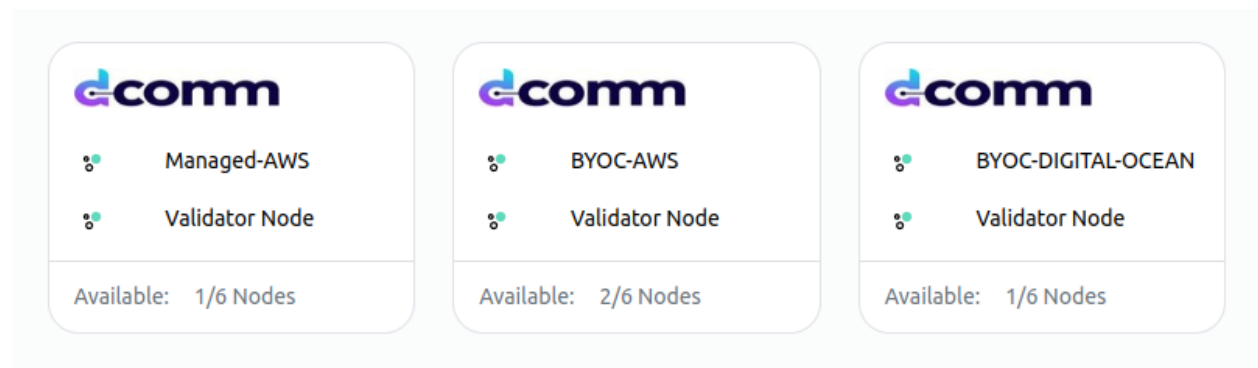 dcomm
Managed-AWS
Validator Node
Available: 1/6 Nodes
dcomm
BYOC-AWS
Validator Node
Available: 2/6 Nodes
dcomm
BYOC-DIGITAL-OCEAN
Validator Node
Available: 1/6 Nodes